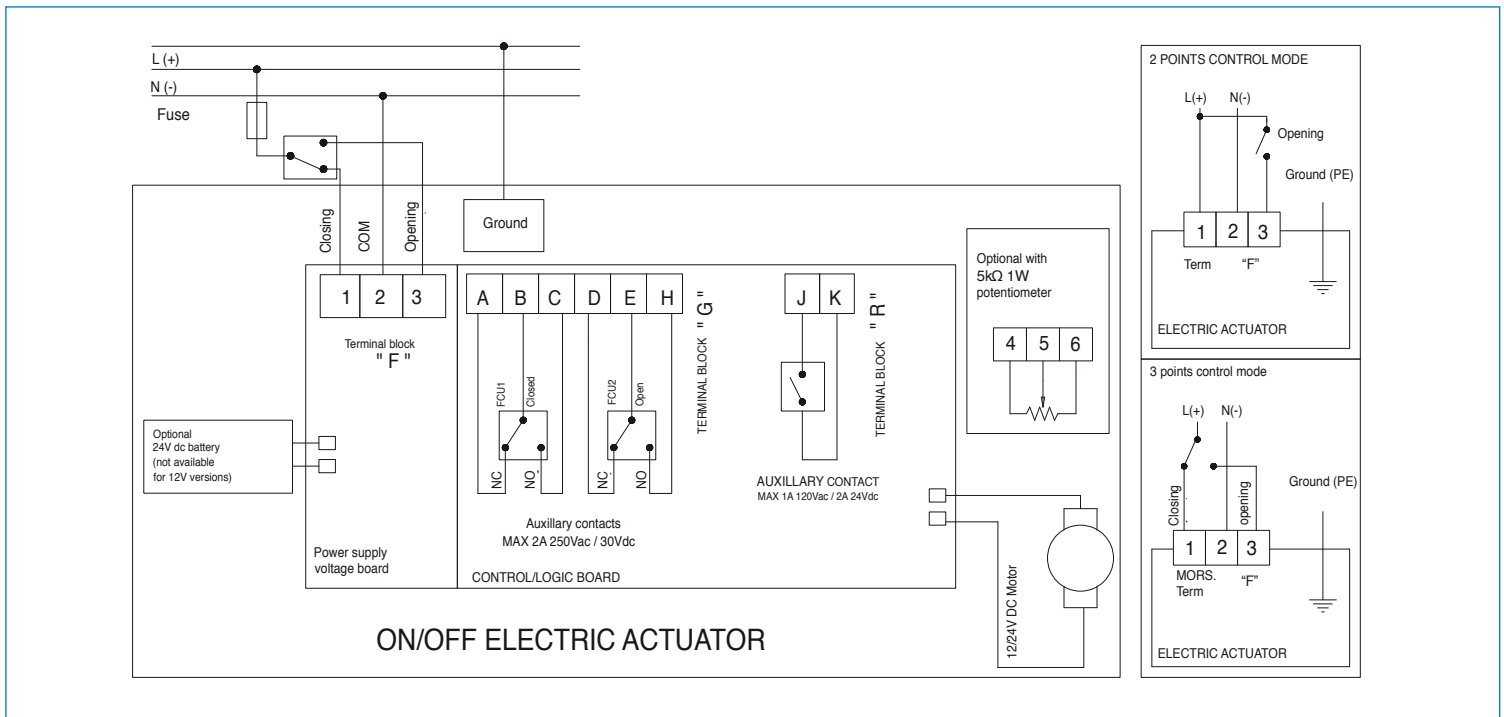 L (+)
N (-)
Fuse
Closing
COM
Opening
Ground
1 2 3
Terminal block
" F "
A B C D E H
TERMINAL BLOCK " G "
FCU1
Closed
NC
NO
FCU2
Open
NC
NO
Auxillary contacts
MAX 2A 250Vac / 30Vdc
J K
TERMINAL BLOCK " R "
AUXILLARY CONTACT
MAX 1A 120Vac / 2A 24Vdc
Optional with
5kΩ 1W
potentiometer
4 5 6
Optional
24V dc battery
(not available
for 12V versions)
Power supply
voltage board
CONTROL/LOGIC BOARD
12/24V DC Motor
ON/OFF ELECTRIC ACTUATOR
2 POINTS CONTROL MODE
L(+) N(-)
Opening
Ground (PE)
1 2 3
Term "F"
ELECTRIC ACTUATOR
3 points control mode
L(+) N(-)
Closing
opening
Ground (PE)
1 2 3
MORS.
Term "F"
ELECTRIC ACTUATOR